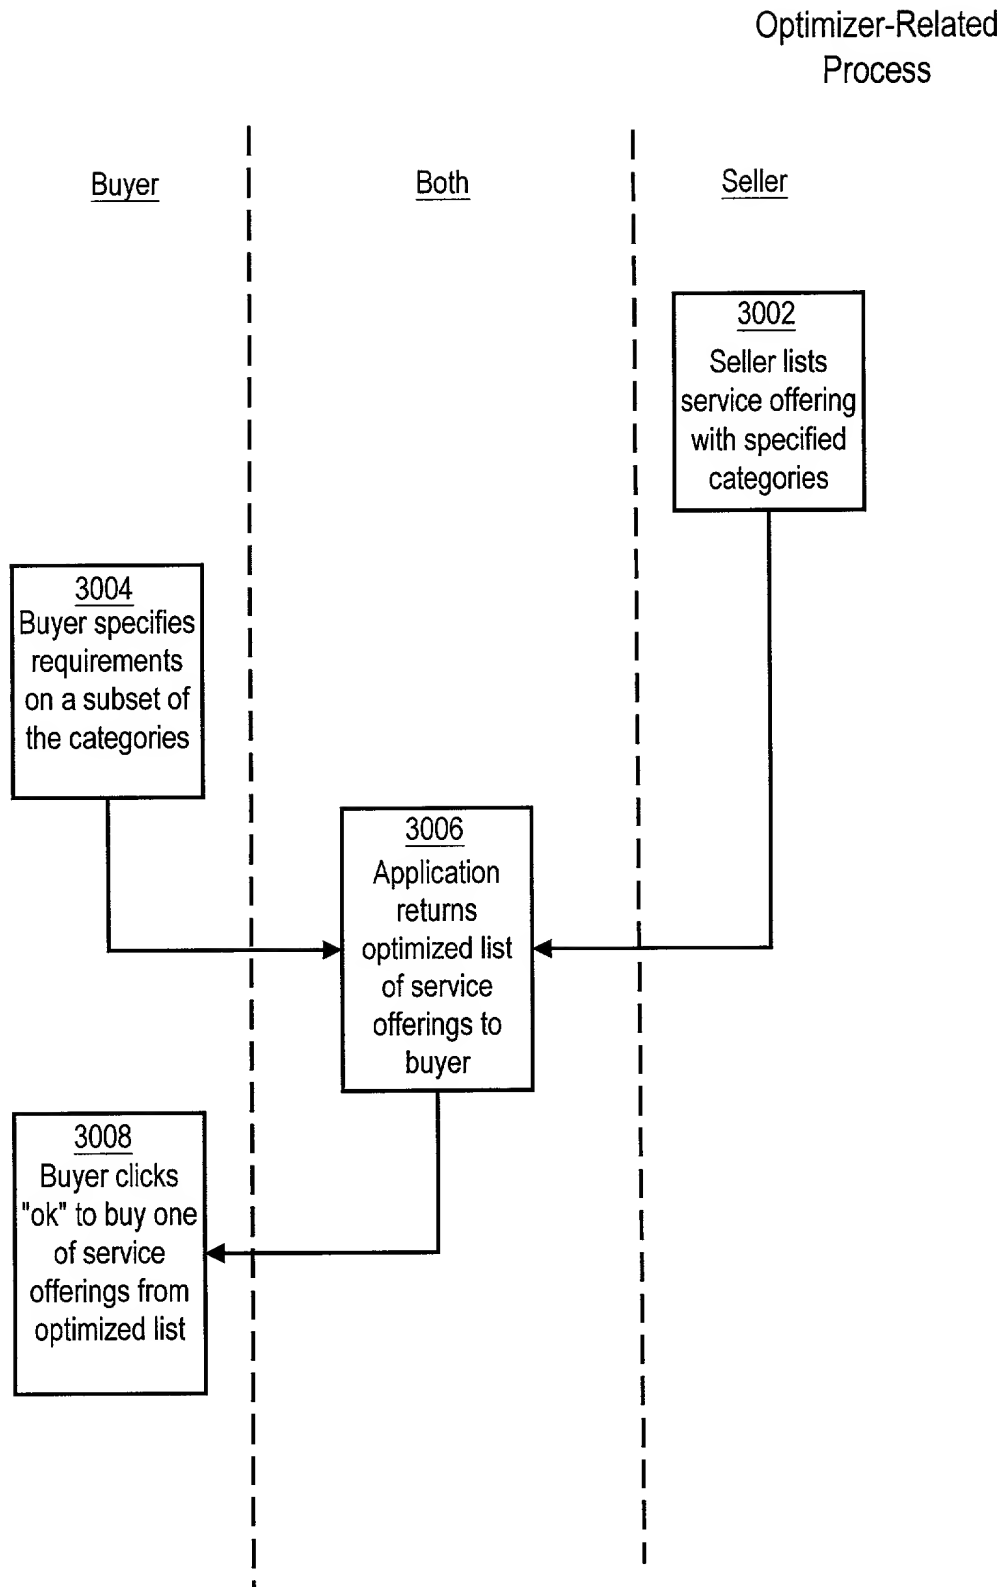 Optimizer-Related
Process
Buyer
Both
Seller
3002
Seller lists
service offering
with specified
categories
3004
Buyer specifies
requirements
on a subset of
the categories
3006
Application
returns
optimized list
of service
offerings to
buyer
3008
Buyer clicks
"ok" to buy one
of service
offerings from
optimized list